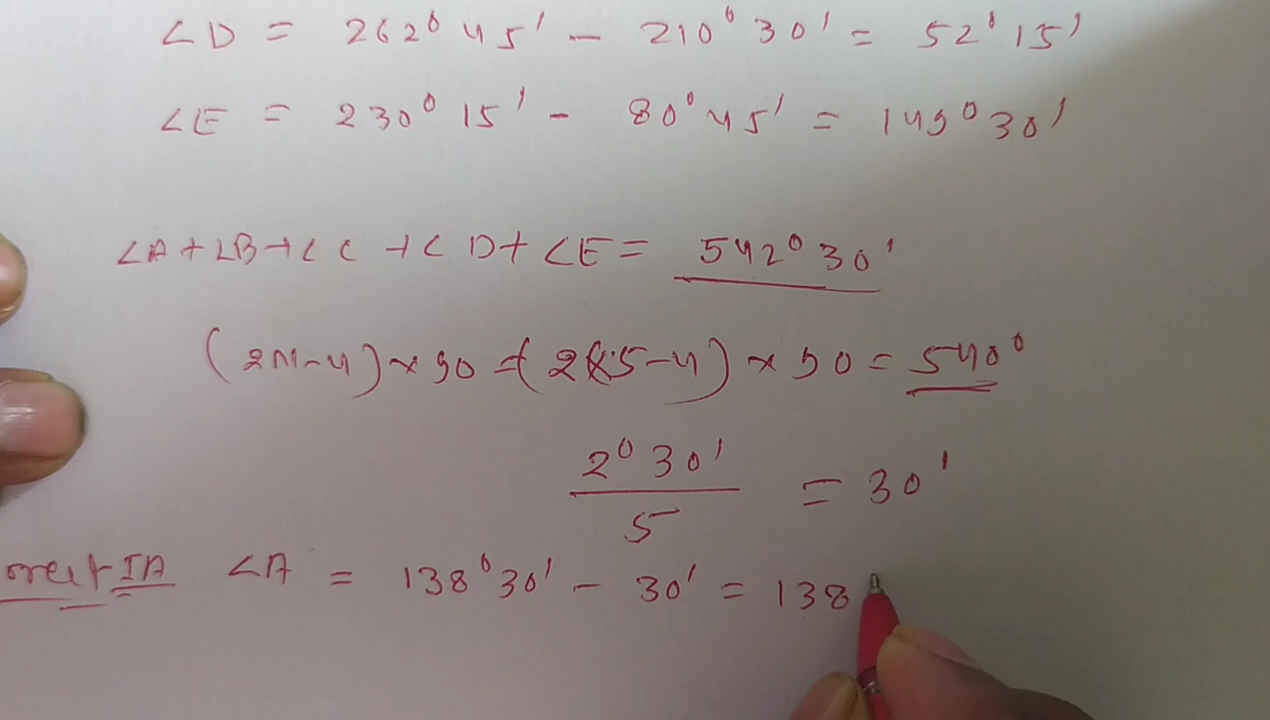 ∠D = 262°45' - 210°30' = 52°15'
∠E = 230°15' - 80°45' = 149°30'
∠A+∠B+∠C+∠D+∠E = 542°30'
(2N-4)×90 = (2×5-4)×90 = 540°
2°30'
/5 = 30'
IA ∠A = 138°30' - 30' = 138